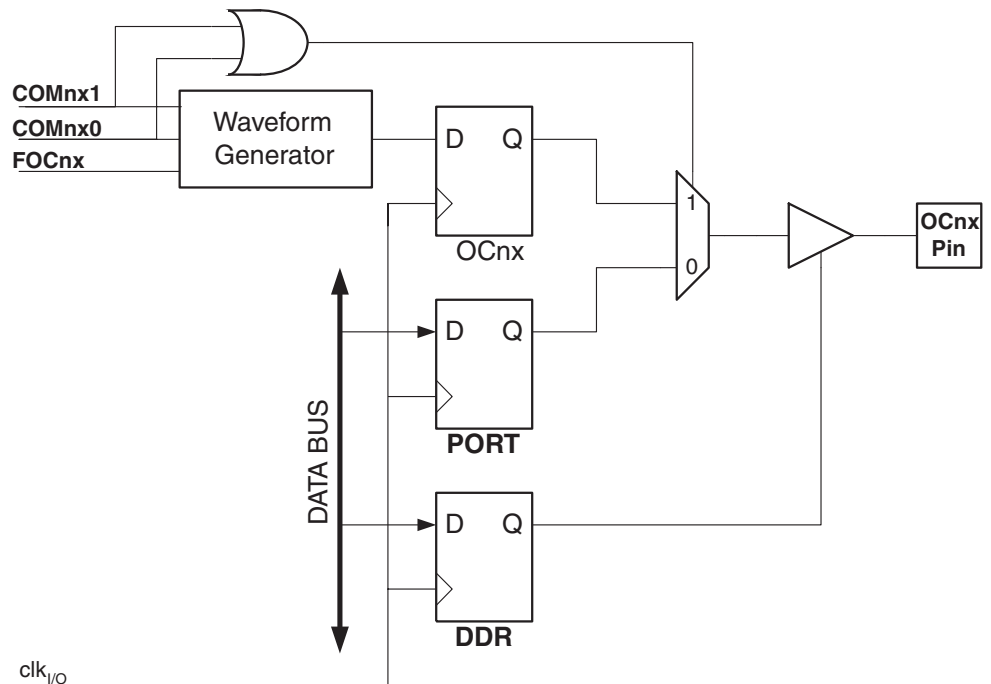 COMnx1
COMnx0
FOCnx
Waveform
Generator
D Q
OCnx
1
0
OCnx
Pin
D Q
PORT
DATA BUS
D Q
DDR
clkI/O